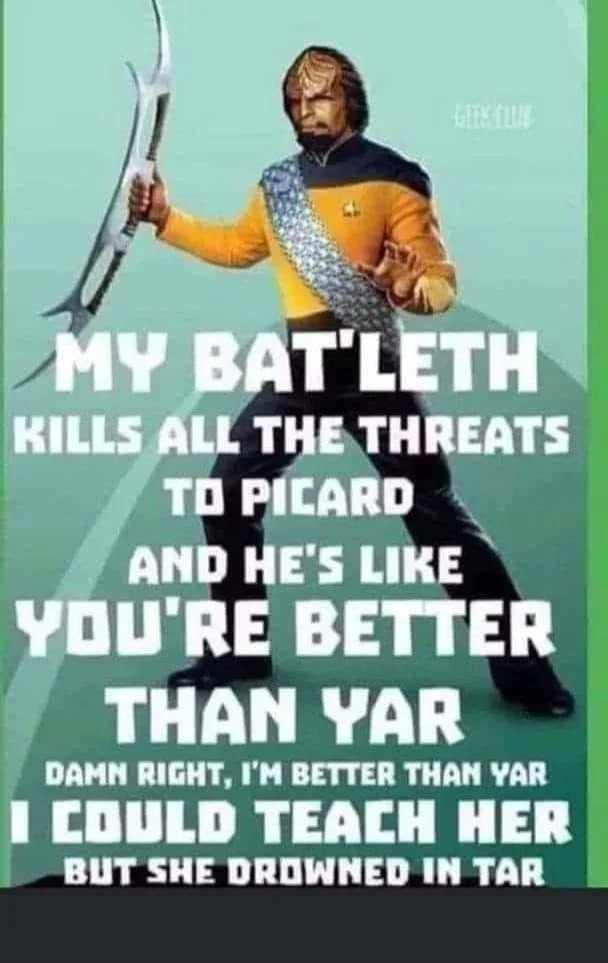 GEEK CLUB
MY BAT'LETH
KILLS ALL THE THREATS
TO PICARD
AND HE'S LIKE
YOU'RE BETTER
THAN YAR
DAMN RIGHT, I'M BETTER THAN YAR
I COULD TEACH HER
BUT SHE DROWNED IN TAR